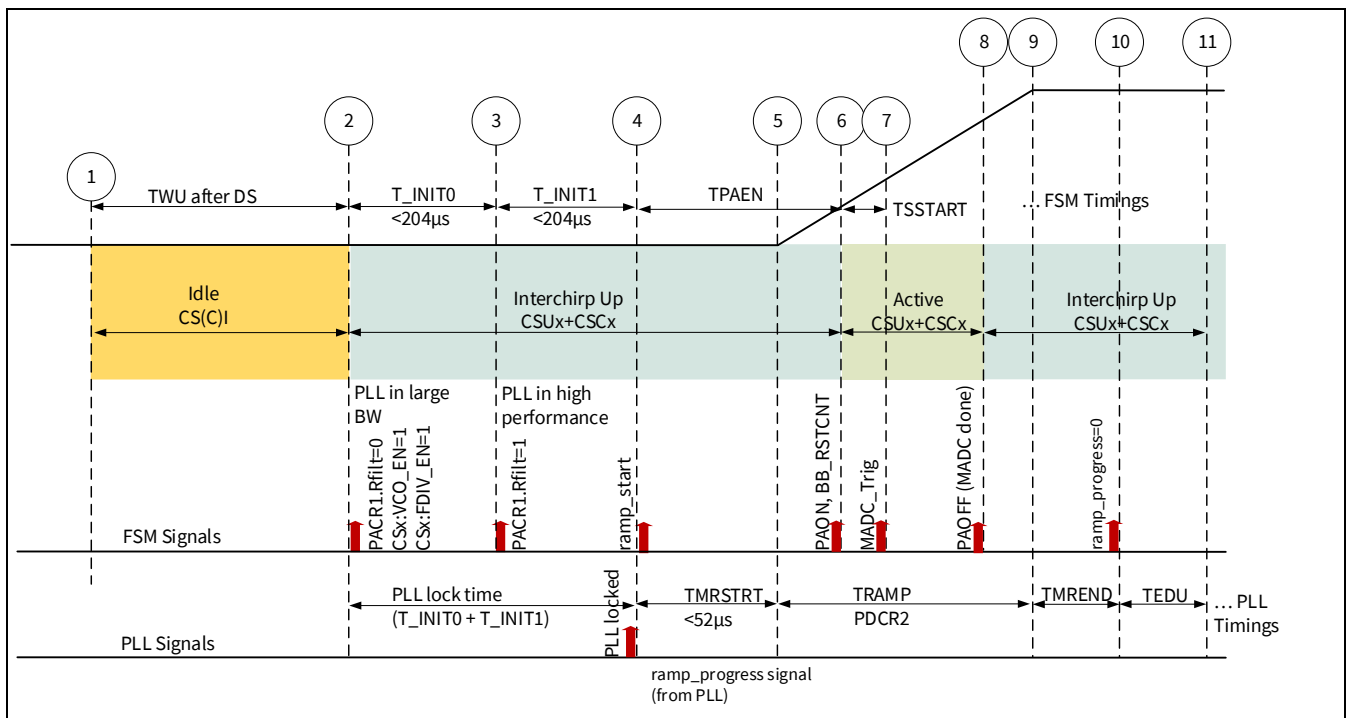 8
9
10
11
2
3
4
5
6
7
1
TWU after DS
T_INIT0
<204µs
T_INIT1
<204µs
TPAEN
TSSTART
... FSM Timings
Idle
CS(C)I
Interchirp Up
CSUx+CSCx
Active
CSUx+CSCx
Interchirp Up
CSUx+CSCx
PLL in large
BW
PLL in high
performance
PACR1.Rfilt=0
CSx:VCO_EN=1
CSx:FDIV_EN=1
PACR1.Rfilt=1
ramp_start
PAON, BB_RSTCNT
MADC_Trig
PAOFF (MADC done)
ramp_progress=0
FSM Signals
PLL lock time
(T_INIT0 + T_INIT1)
PLL locked
TMRSTRT
<52µs
TRAMP
PDCR2
TMREND
TEDU
... PLL
Timings
PLL Signals
ramp_progress signal
(from PLL)